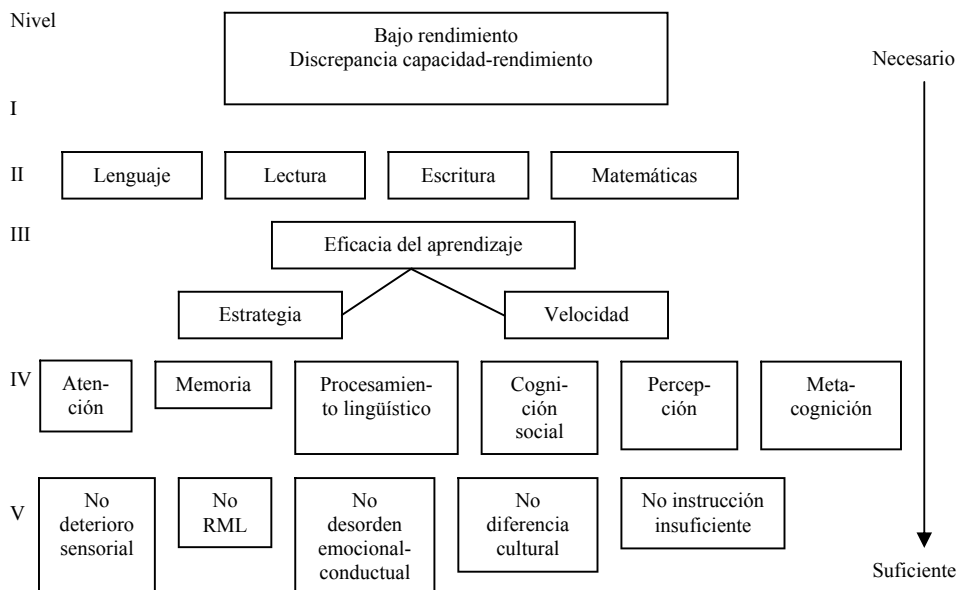 Nivel
Bajo rendimiento
Discrepancia capacidad-rendimiento
Necesario
I
II
Lenguaje
Lectura
Escritura
Matemáticas
III
Eficacia del aprendizaje
Estrategia
Velocidad
IV
Aten-
ción
Memoria
Procesamien-
to lingüístico
Cogni-
ción
social
Percep-
ción
Meta-
cognición
V
No
deterioro
sensorial
No
RML
No
desorden
emocional-
conductual
No
diferencia
cultural
No instrucción
insuficiente
Suficiente